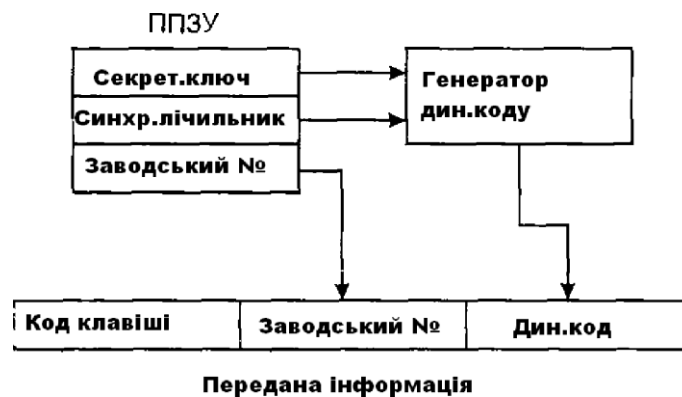 ППЗУ
Секрет.ключ
Синхр.лічильник
Заводський №
Генератор
дин.коду
Код клавіші
Заводський №
Дин.код
Передана інформація